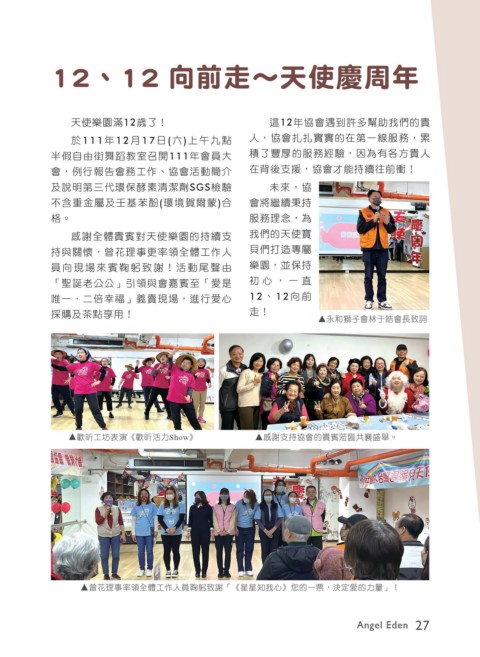 12、12 向前走～天使慶周年
天使樂園滿12歲了！
於111年12月17日(六)上午九點
半假自由街舞蹈教室召開111年會員大
會，例行報告會務工作、協會活動簡介
及說明第三代環保酵素清潔劑SGS檢驗
不含重金屬及壬基苯酚(環境賀爾蒙)合
格。
感謝全體貴賓對天使樂園的持續支
持與關懷，曾花理事更率領全體工作人
員向現場來賓鞠躬致謝！活動尾聲由
「聖誕老公公」引領與會嘉賓至「愛是
唯一．二倍幸福」義賣現場，進行愛心
採購及茶點享用！
這12年協會遇到許多幫助我們的貴
人，協會扎扎實實的在第一線服務，累
積了豐厚的服務經驗，因為有各方貴人
在背後支援，協會才能持續往前衝！
未來，協
會將繼續秉持
服務理念，為
我們的天使寶
貝們打造專屬
樂園，並保持
初心，一直
12、12向前
走！
天使
慶周年
▲永和獅子會林于皓會長致詞
▲歡昕工坊表演《歡昕活力Show》
▲感謝支持協會的貴賓蒞臨共襄盛舉。
▲曾花理事率領全體工作人員鞠躬致謝「《星星知我心》您的一票，決定愛的力量」！
Angel Eden 27